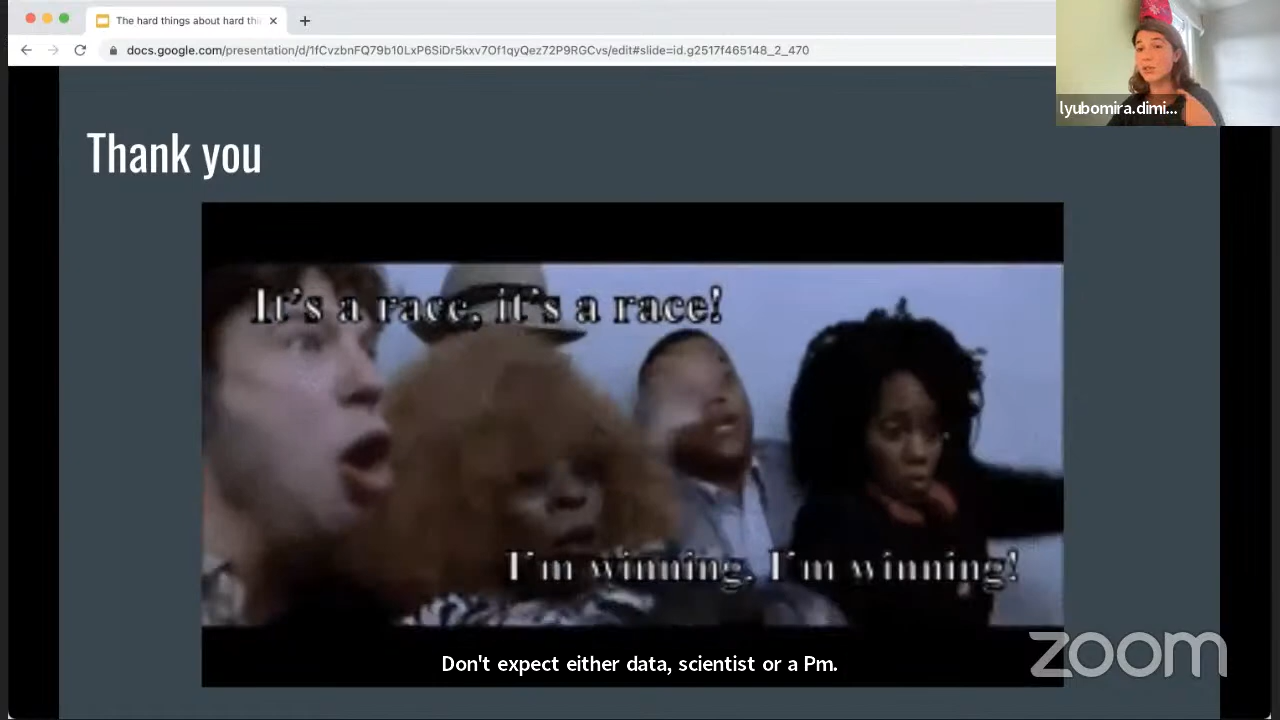 The hard things about hard thi
docs.google.com/presentation/d/1fCvzbnFQ79b10LxP6SiDr5kxv7Of1qyQez72P9RGCvs/edit#slide=id.g2517f465148_2_470
lyubomira.dimi...
Thank you
It's a race, it's a race!
I'm winning, I'm winning!
Don't expect either data, scientist or a Pm.
zoom